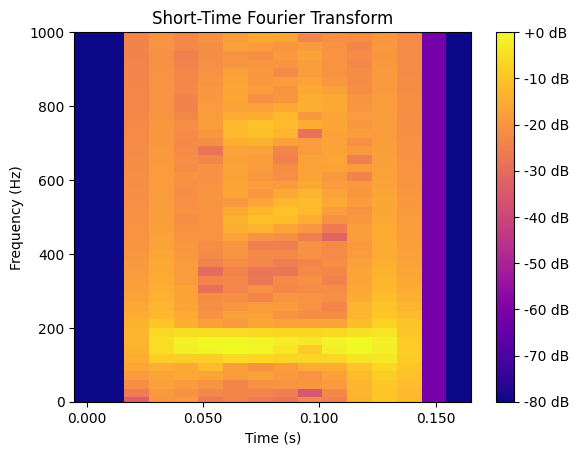 Short-Time Fourier Transform
1000
800
600
400
200
0
Frequency (Hz)
0.000
0.050
0.100
0.150
Time (s)
+0 dB
-10 dB
-20 dB
-30 dB
-40 dB
-50 dB
-60 dB
-70 dB
-80 dB